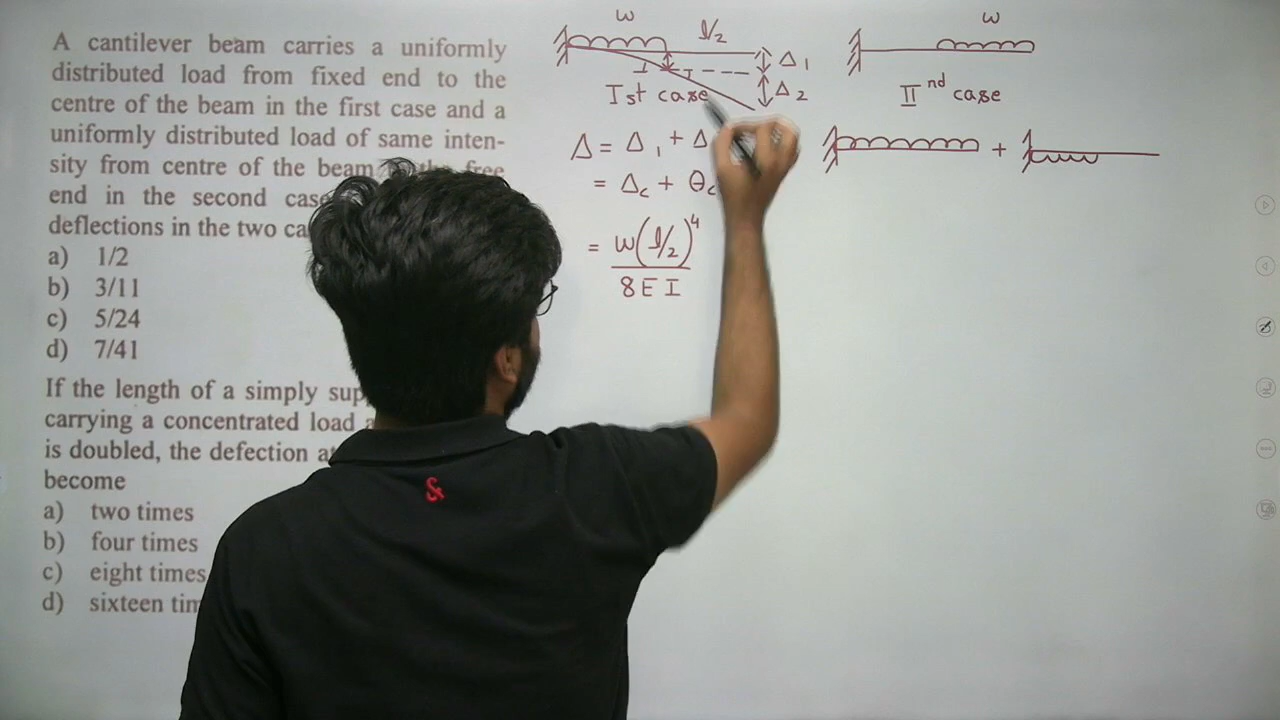 A cantilever beam carries a uniformly
distributed load from fixed end to the
centre of the beam in the first case and a
uniformly distributed load of same inten-
sity from centre of the beam the free
end in the second case
deflections in the two
a) 1/2
b) 3/11
c) 5/24
d) 7/41
If the length of a simply
carrying a concentrated load
is doubled, the defection
become
a) two times
b) four times
c) eight times
d) sixteen
w l/2 Δ1
Δ2
Ist case
w
IInd case
Δ = Δ1 + Δ
= Δc + θc
= w(l/2)^4
8EI
+